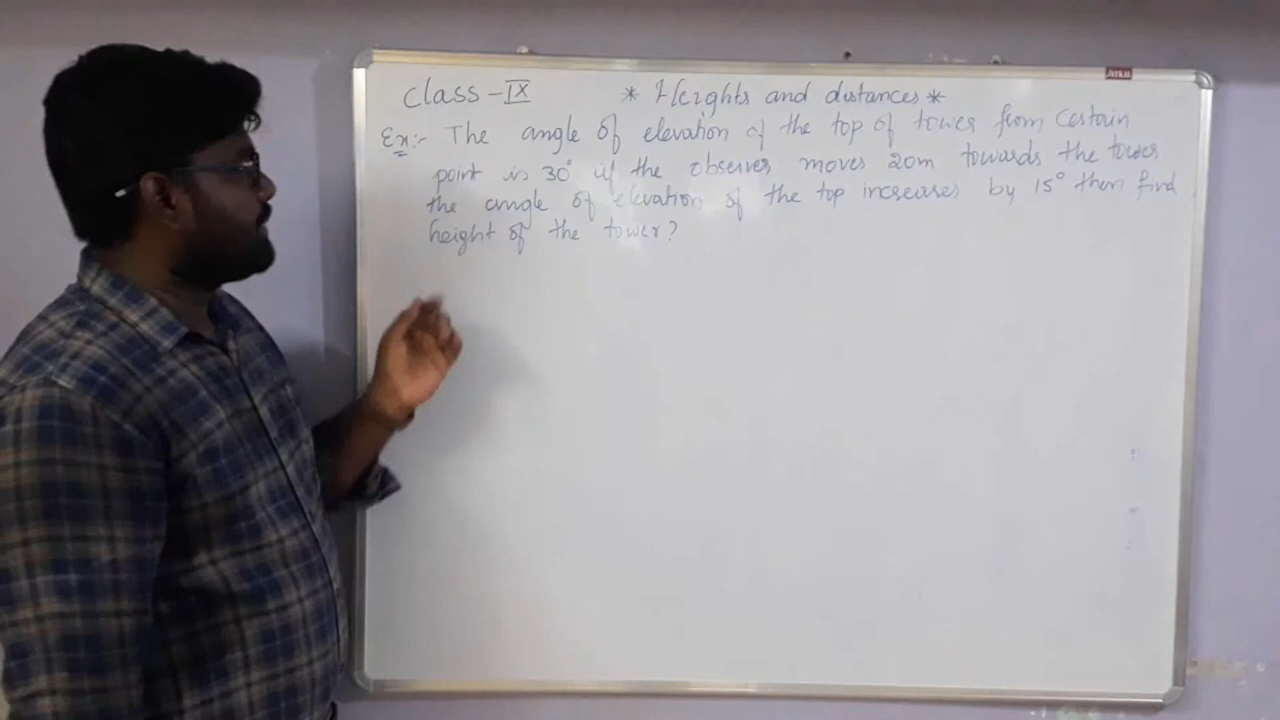 Class-IX * Heights and distances *
Ex:- The angle of elevation of the top of tower from certain
point is 30° if the observer moves 20m towards the tower
the angle of elevation of the top increases by 15° then find
height of the tower?